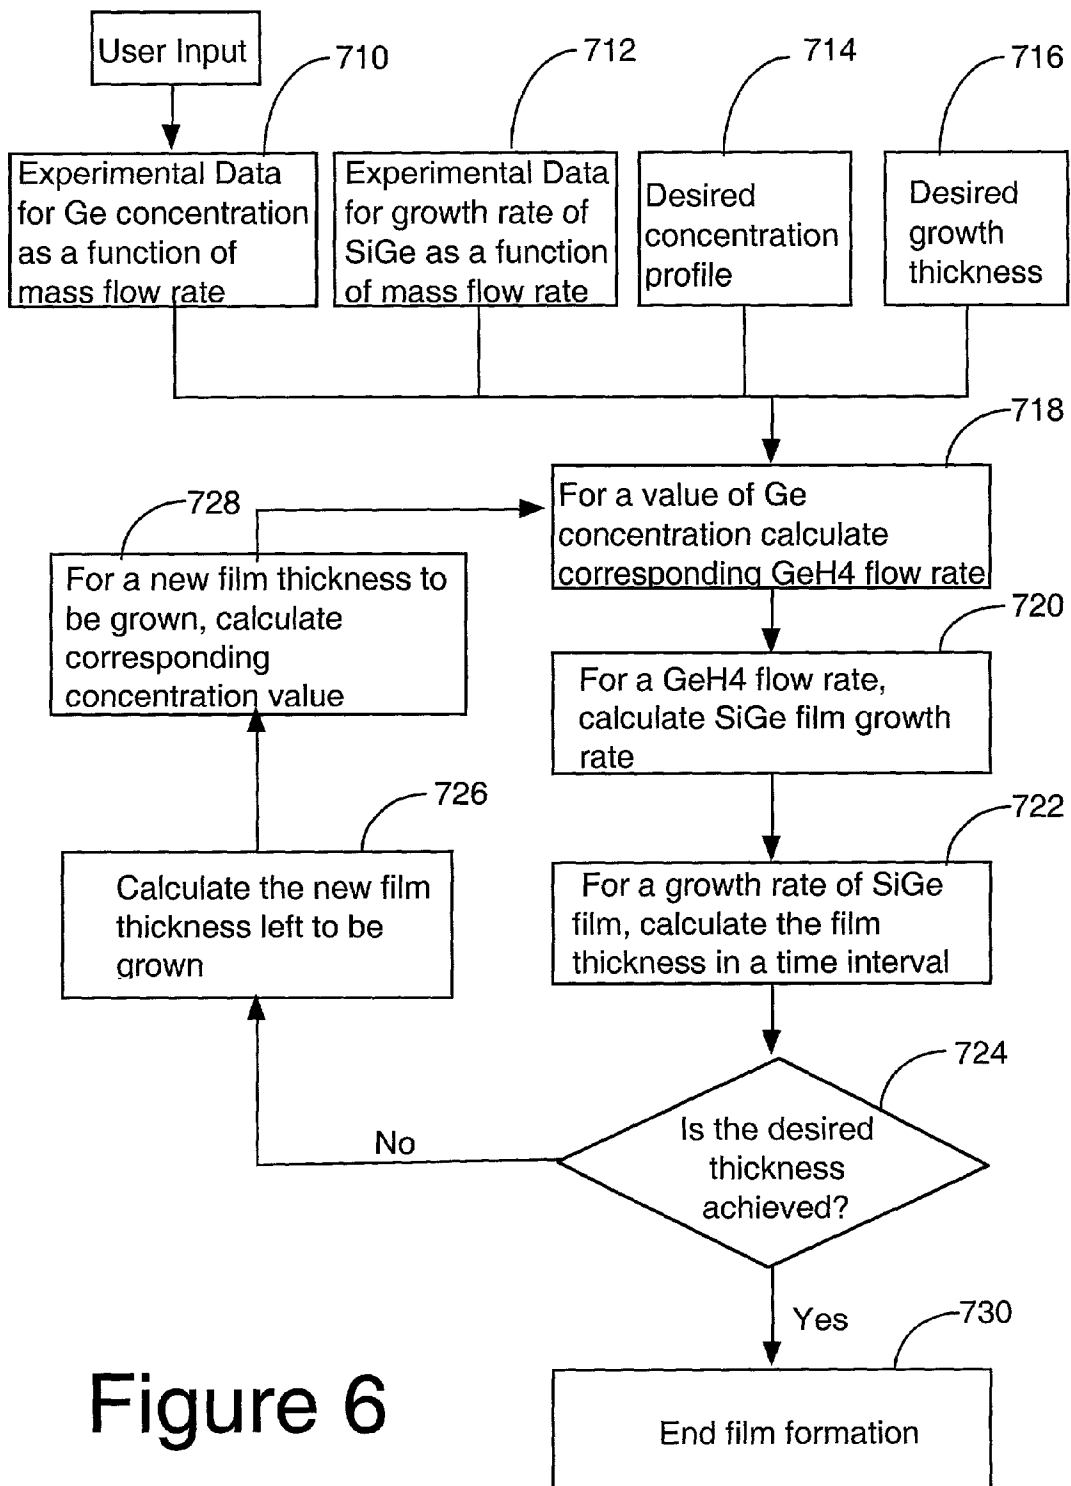 User Input
710
712
714
716
Experimental Data
for Ge concentration
as a function of
mass flow rate
Experimental Data
for growth rate of
SiGe as a function
of mass flow rate
Desired
concentration
profile
Desired
growth
thickness
718
For a value of Ge
concentration calculate
corresponding GeH4 flow rate
728
For a new film thickness to
be grown, calculate
corresponding
concentration value
720
For a GeH4 flow rate,
calculate SiGe film growth
rate
726
Calculate the new film
thickness left to be
grown
722
For a growth rate of SiGe
film, calculate the film
thickness in a time interval
724
Is the desired
thickness
achieved?
No
Yes
730
End film formation
Figure 6